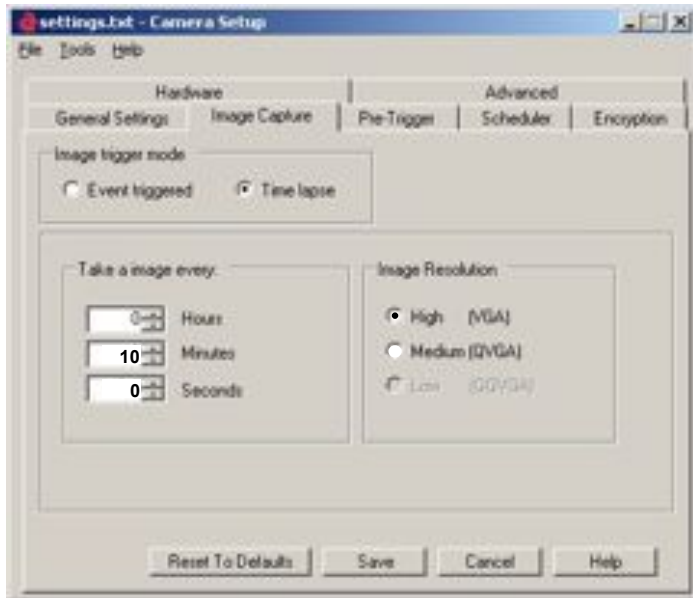 settings.txt - Camera Setup
File Tools Help
Hardware Advanced
General Settings Image Capture Pre-Trigger Scheduler Encryption
Image trigger mode
Event triggered Time lapse
Take a image every: Image Resolution
0 Hours High (VGA)
10 Minutes Medium (QVGA)
0 Seconds Low (QQVGA)
Reset To Defaults Save Cancel Help